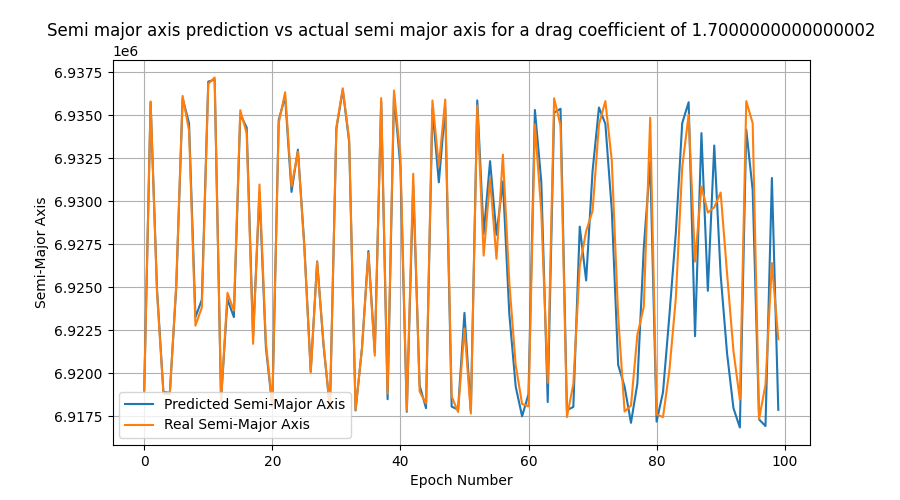 Semi major axis prediction vs actual semi major axis for a drag coefficient of 1.7000000000000002
1e6
6.9375
6.9350
6.9325
6.9300
6.9275
6.9250
6.9225
6.9200
6.9175
Semi-Major Axis
Predicted Semi-Major Axis
Real Semi-Major Axis
0 20 40 60 80 100
Epoch Number